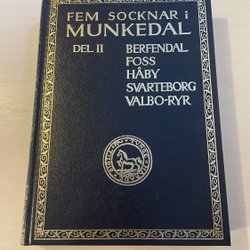 FEM SOCKNAR i
MUNKEDAL
DEL II
BERFENDAL
FOSS
HÅBY
SVARTEBORG
VALBO-RYR